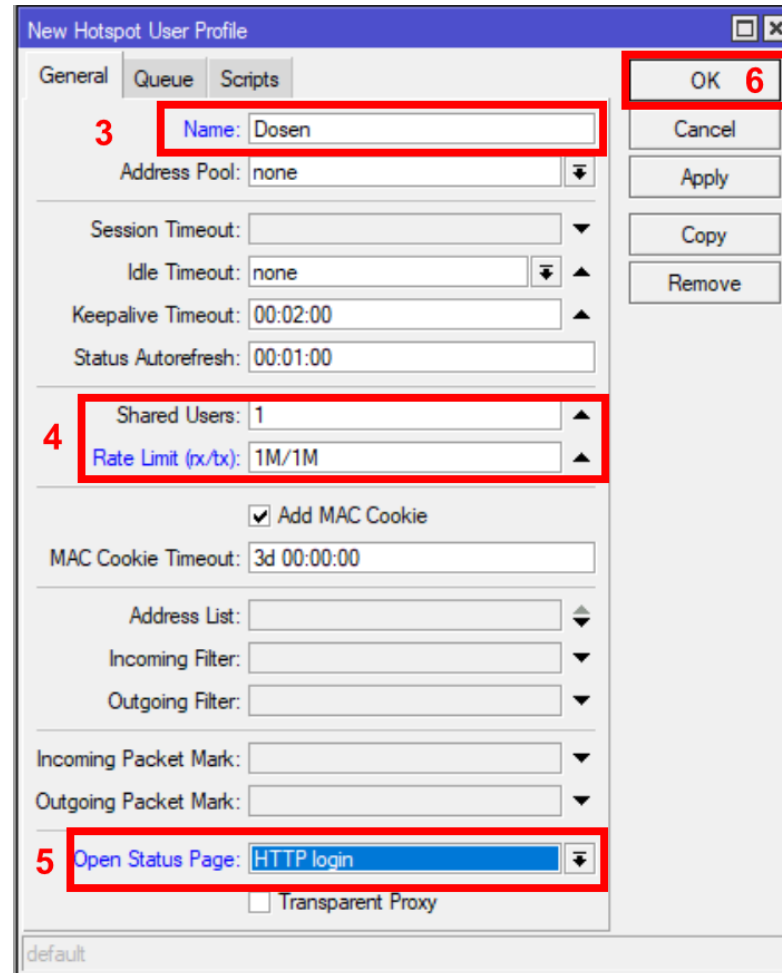 New Hotspot User Profile
General Queue Scripts
OK 6
3 Name: Dosen
Cancel
Address Pool: none
Apply
Session Timeout:
Copy
Idle Timeout: none
Remove
Keepalive Timeout: 00:02:00
Status Autorefresh: 00:01:00
4
Shared Users: 1
Rate Limit (rx/tx): 1M/1M
Add MAC Cookie
MAC Cookie Timeout: 3d 00:00:00
Address List:
Incoming Filter:
Outgoing Filter:
Incoming Packet Mark:
Outgoing Packet Mark:
5 Open Status Page: HTTP login
Transparent Proxy
default